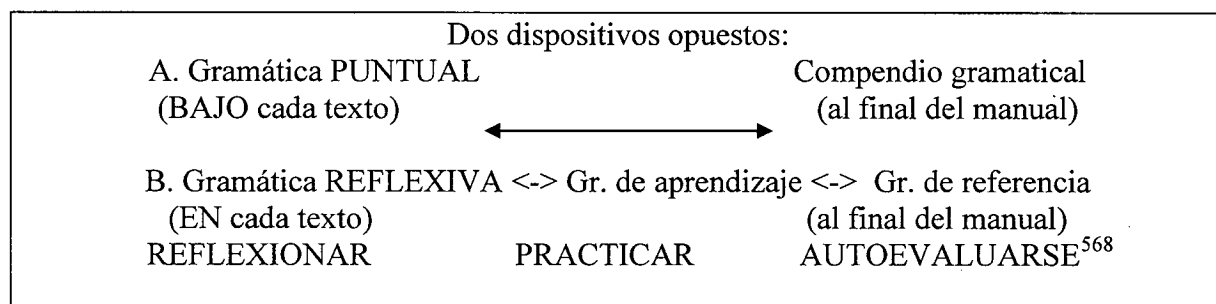 Dos dispositivos opuestos:
A. Gramática PUNTUAL Compendio gramatical
(BAJO cada texto) (al final del manual)
B. Gramática REFLEXIVA <-> Gr. de aprendizaje <-> Gr. de referencia
(EN cada texto) (al final del manual)
REFLEXIONAR PRACTICAR AUTOEVALUARSE568